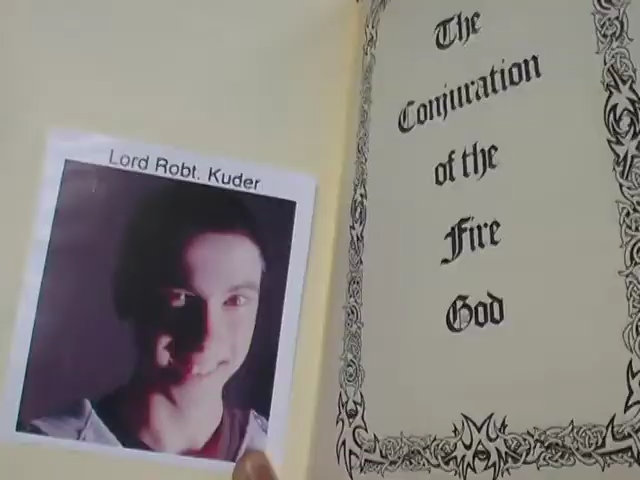 Lord Robt. Kuder
The
Conjuration
of the
Fire
God